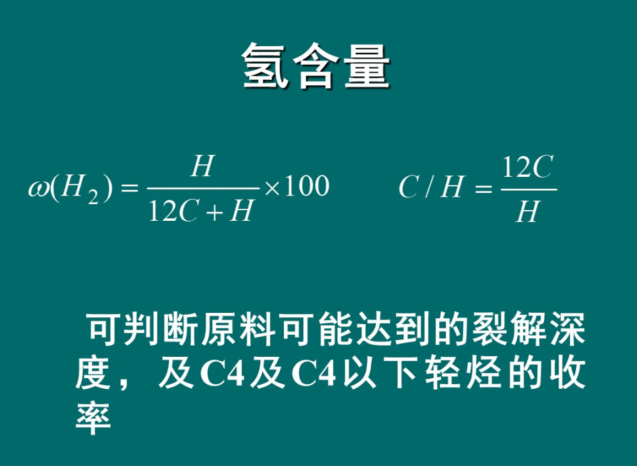 氢含量
ω(H₂) = H / (12C + H) × 100    C / H = 12C / H
可判断原料可能达到的裂解深
度，及C4及C4以下轻烃的收
率